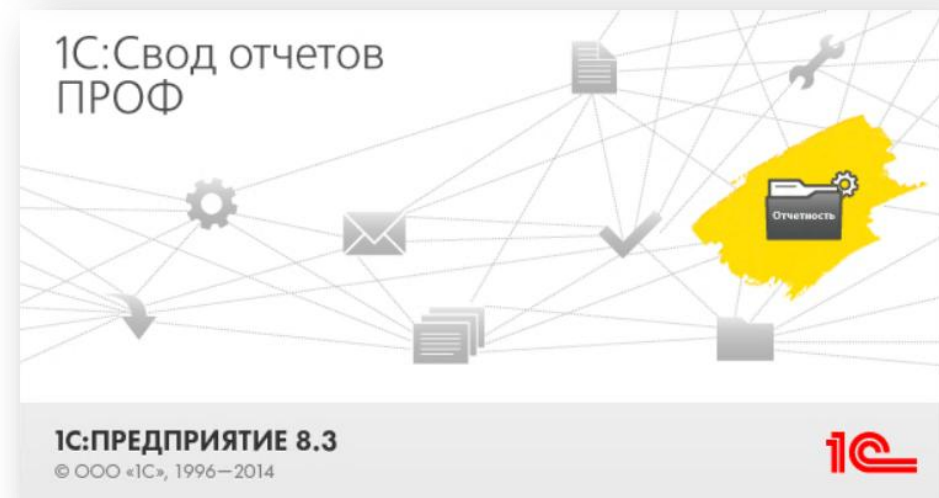 1С:Свод отчетов
ПРОФ
Отчетность
1С:ПРЕДПРИЯТИЕ 8.3
© ООО «1С», 1996—2014
1С